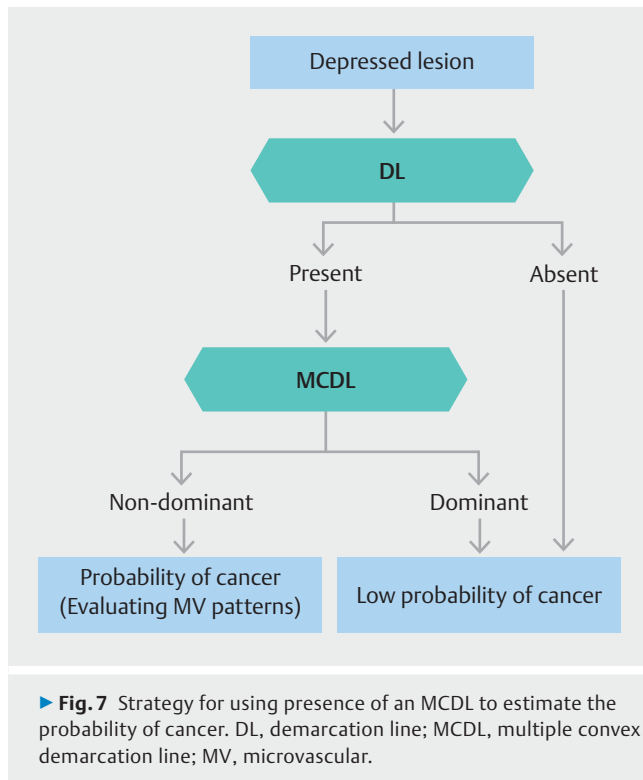 Depressed lesion
DL
Present Absent
MCDL
Non-dominant Dominant
Probability of cancer
(Evaluating MV patterns)
Low probability of cancer
▶ Fig. 7 Strategy for using presence of an MCDL to estimate the
probability of cancer. DL, demarcation line; MCDL, multiple convex
demarcation line; MV, microvascular.